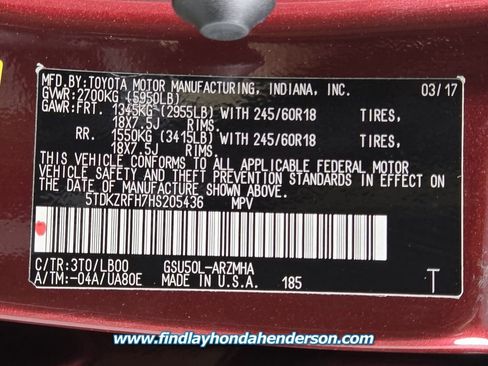 MFD.BY:TOYOTA MOTOR MANUFACTURING, INDIANA, INC.
GVWR:2700KG (5950LB) 03/17
GAWR:FRT. 1345KG (2955LB) WITH 245/60R18 TIRES,
18X7.5J RIMS.
RR. 1550KG (3415LB) WITH 245/60R18 TIRES,
18X7.5J RIMS.
THIS VEHICLE CONFORMS TO ALL APPLICABLE FEDERAL MOTOR
VEHICLE SAFETY AND THEFT PREVENTION STANDARDS IN EFFECT ON
THE DATE OF MANUFACTURE SHOWN ABOVE.
5TDKZRFH7HS205436 MPV
C/TR:3T0/LB00 GSU50L-ARZMHA
A/TM:-04A/UA80E MADE IN U.S.A. 185 T
www.findlayhondahenderson.com